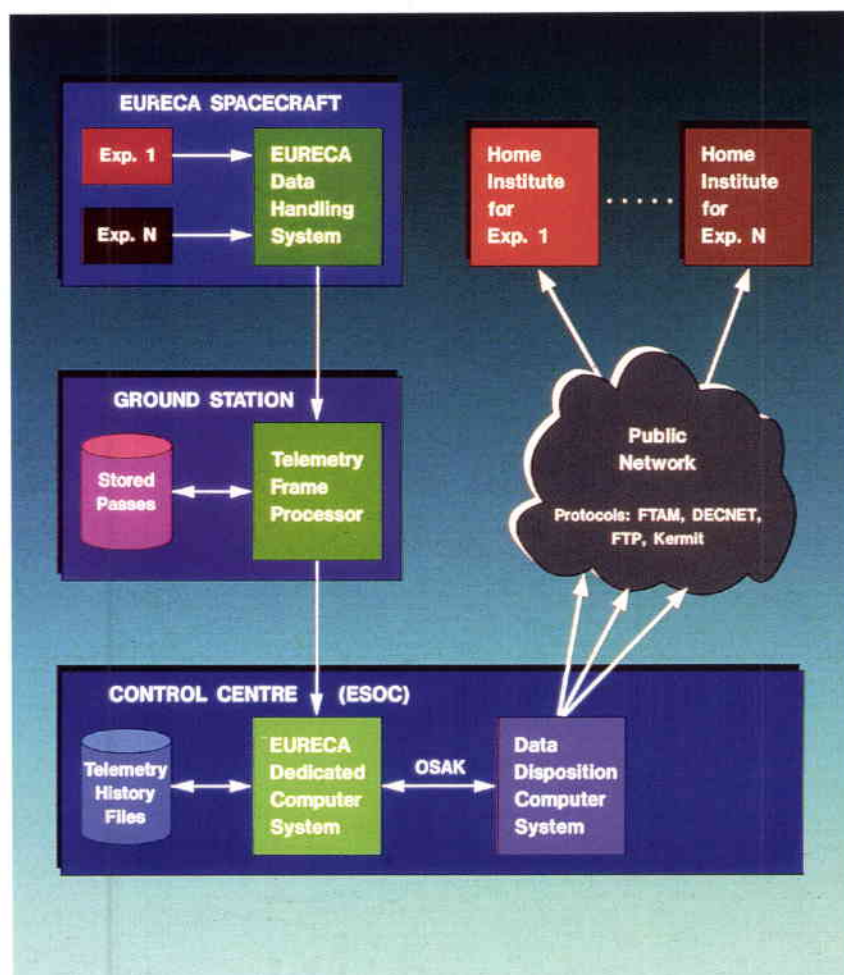 EURECA SPACECRAFT
Exp. 1
Exp. N
EURECA
Data
Handling
System
Home
Institute
for
Exp. 1
.....
Home
Institute
for
Exp. N
GROUND STATION
Stored
Passes
Telemetry
Frame
Processor
Public
Network
Protocols: FTAM, DECNET,
FTP, Kermit
CONTROL CENTRE (ESOC)
Telemetry
History
Files
EURECA
Dedicated
Computer
System
OSAK
Data
Disposition
Computer
System